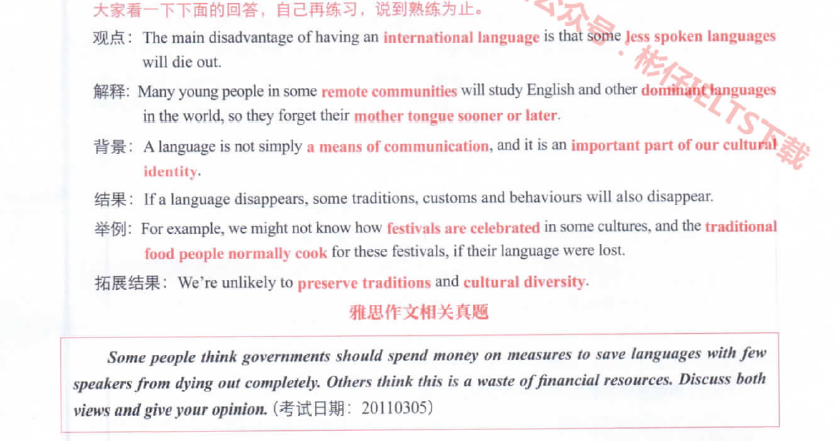 大家看一下下面的回答，自己再练习，说到熟练为止。
观点：The main disadvantage of having an international language is that some less spoken languages
will die out.
解释：Many young people in some remote communities will study English and other dominant languages
in the world, so they forget their mother tongue sooner or later.
背景：A language is not simply a means of communication, and it is an important part of our cultural
identity.
结果：If a language disappears, some traditions, customs and behaviours will also disappear.
举例：For example, we might not know how festivals are celebrated in some cultures, and the traditional
food people normally cook for these festivals, if their language were lost.
拓展结果：We're unlikely to preserve traditions and cultural diversity.
雅思作文相关真题
Some people think governments should spend money on measures to save languages with few
speakers from dying out completely. Others think this is a waste of financial resources. Discuss both
views and give your opinion. (考试日期：20110305)
公众号：彬仔IELTS下载